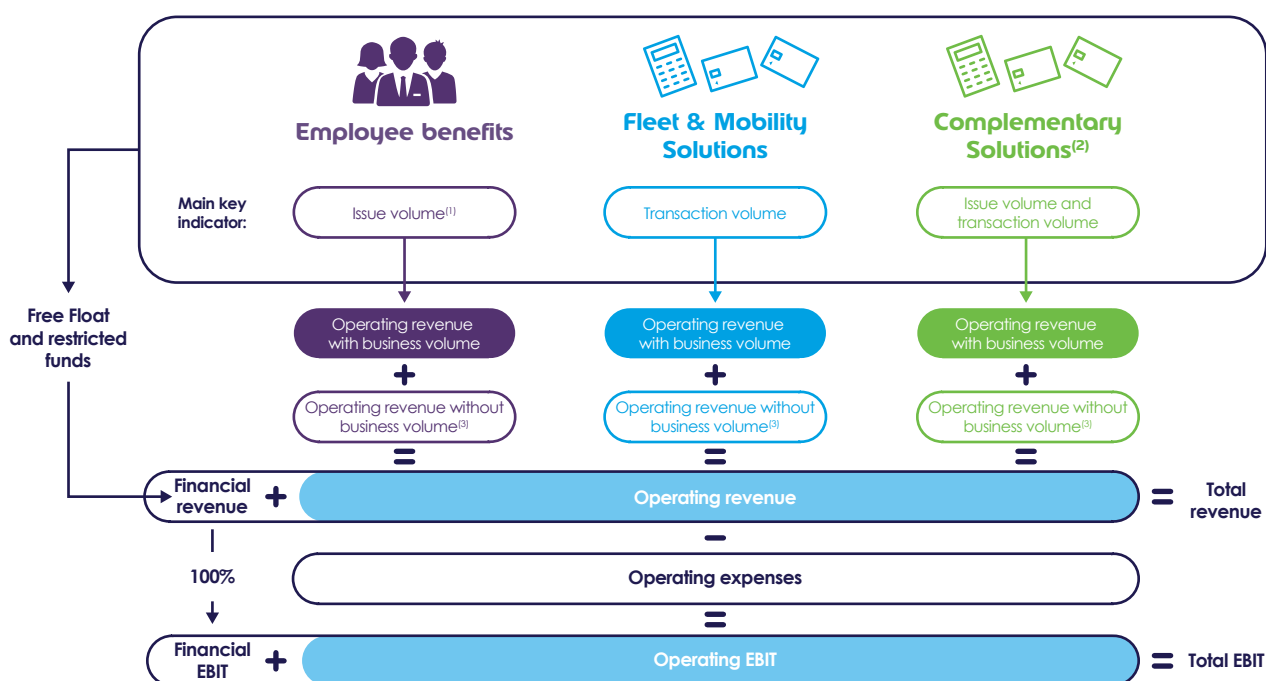 Employee benefits
Fleet & Mobility
Solutions
Complementary
Solutions(2)
Main key
indicator:
Issue volume(1)
Transaction volume
Issue volume and
transaction volume
Free Float
and restricted
funds
Operating revenue
with business volume
Operating revenue
with business volume
Operating revenue
with business volume
+
+
+
Operating revenue without
business volume(3)
Operating revenue without
business volume(3)
Operating revenue without
business volume(3)
=
=
=
Financial
revenue
+
Operating revenue
=
Total
revenue
–
100%
Operating expenses
=
Financial
EBIT
+
Operating EBIT
=
Total EBIT